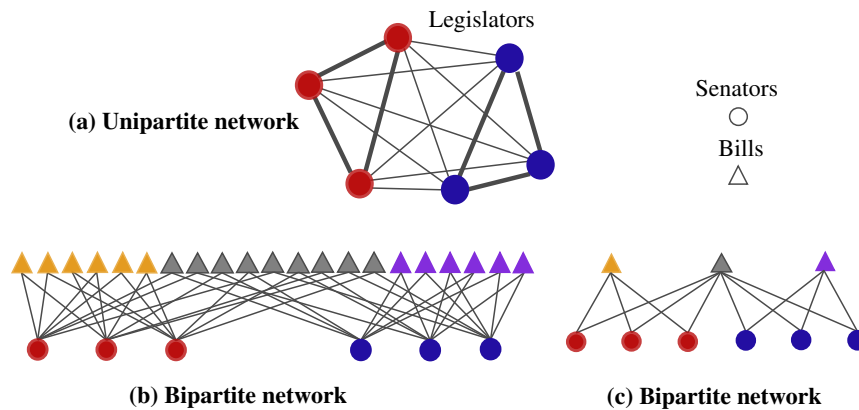 Legislators
(a) Unipartite network
Senators
Bills
(b) Bipartite network
(c) Bipartite network